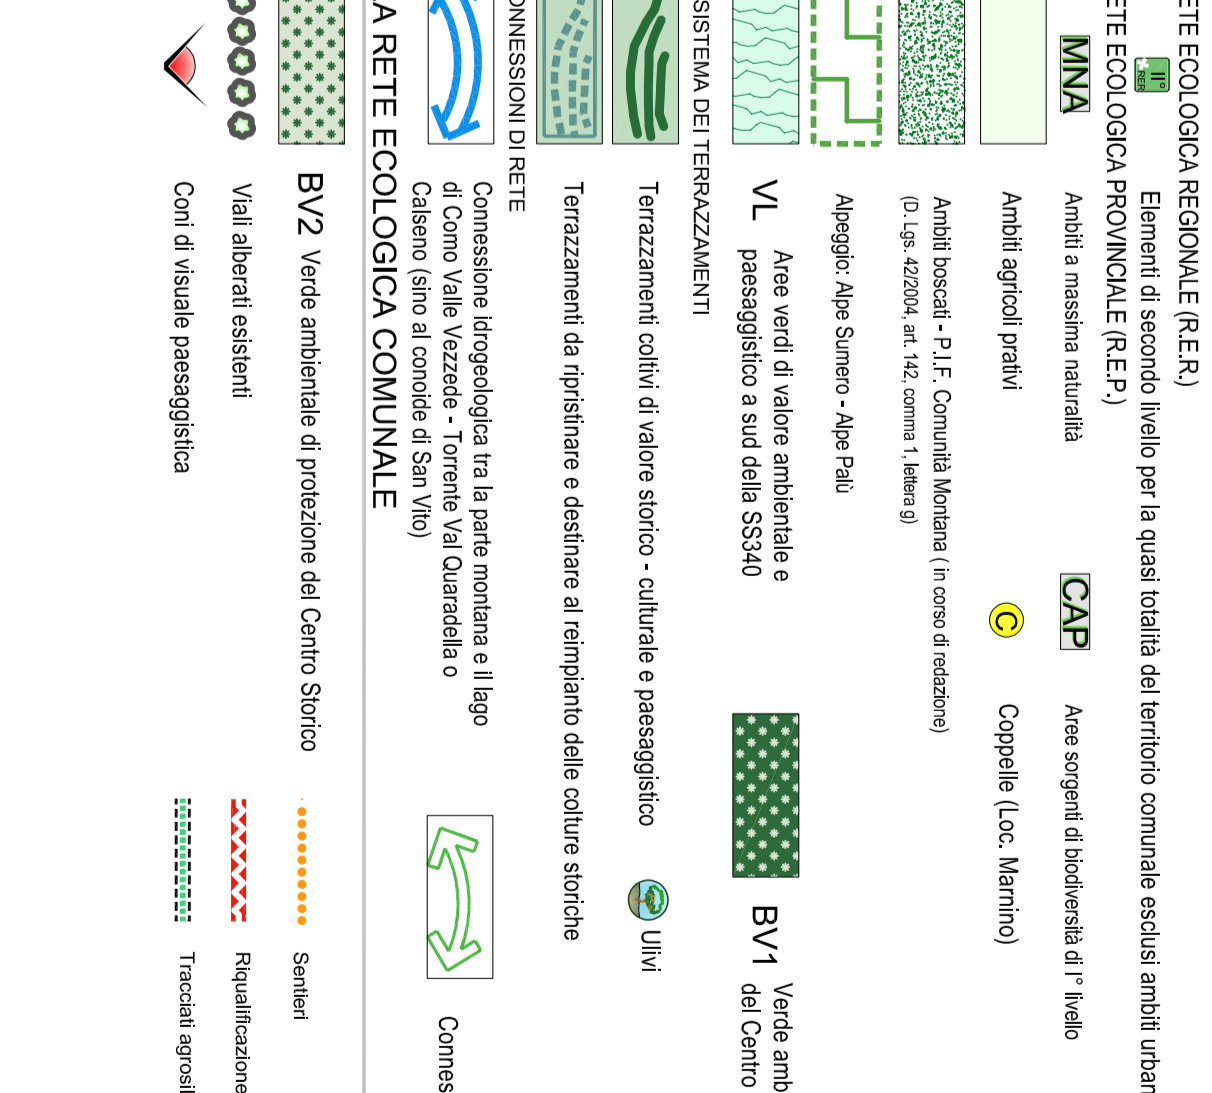 ETE ECOLOGICA REGIONALE (R.E.R.)
II° RER
Elementi di secondo livello per la quasi totalità del territorio comunale esclusi ambiti urban
ETE ECOLOGICA PROVINCIALE (R.E.P.)
MNA Ambiti a massima naturalità
CAP Aree sorgenti di biodiversità di I° livello
Ambiti agricoli prativi
C Coppelle (Loc. Marnino)
Ambiti boscati - P.I.F. Comunità Montana ( in corso di redazione)
(D. Lgs. 42/2004, art. 142, comma 1, lettera g)
Alpeggio: Alpe Sumero - Alpe Palù
VL Aree verdi di valore ambientale e
paesaggistico a sud della SS340
BV1 Verde amb
del Centro
SISTEMA DEI TERRAZZAMENTI
Terrazzamenti coltivi di valore storico - culturale e paesaggistico
Ulivi
Terrazzamenti da ripristinare e destinare al reimpianto delle colture storiche
ONNESSIONI DI RETE
Connessione idrogeologica tra la parte montana e il lago
di Como Valle Vezzede - Torrente Val Quaradella o
Calseno (sino al conoide di San Vito)
Connes
A RETE ECOLOGICA COMUNALE
BV2 Verde ambientale di protezione del Centro Storico
Sentieri
Viali alberati esistenti
Riqualificazione
Coni di visuale paesaggistica
Tracciati agrosil